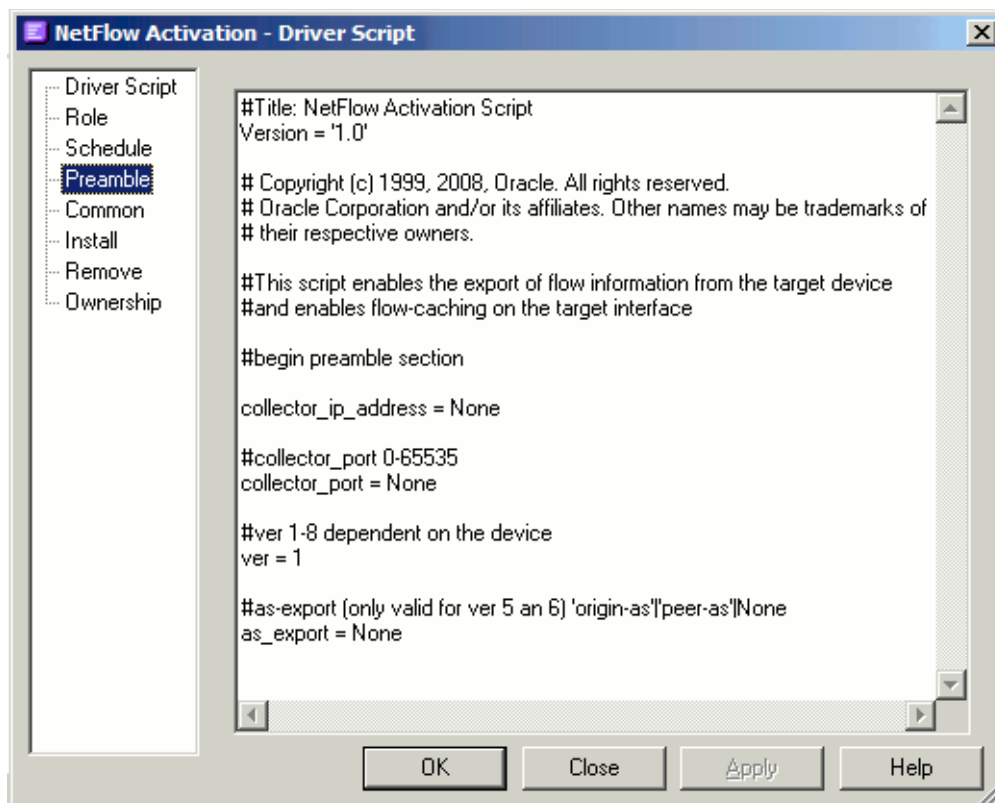 NetFlow Activation - Driver Script
Driver Script
Role
Schedule
Preamble
Common
Install
Remove
Ownership
#Title: NetFlow Activation Script
Version = '1.0'
# Copyright (c) 1999, 2008, Oracle. All rights reserved.
# Oracle Corporation and/or its affiliates. Other names may be trademarks of
# their respective owners.
#This script enables the export of flow information from the target device
#and enables flow-caching on the target interface
#begin preamble section
collector_ip_address = None
#collector_port 0-65535
collector_port = None
#ver 1-8 dependent on the device
ver = 1
#as-export (only valid for ver 5 an 6) 'origin-as'|'peer-as'|None
as_export = None
OK
Close
Apply
Help